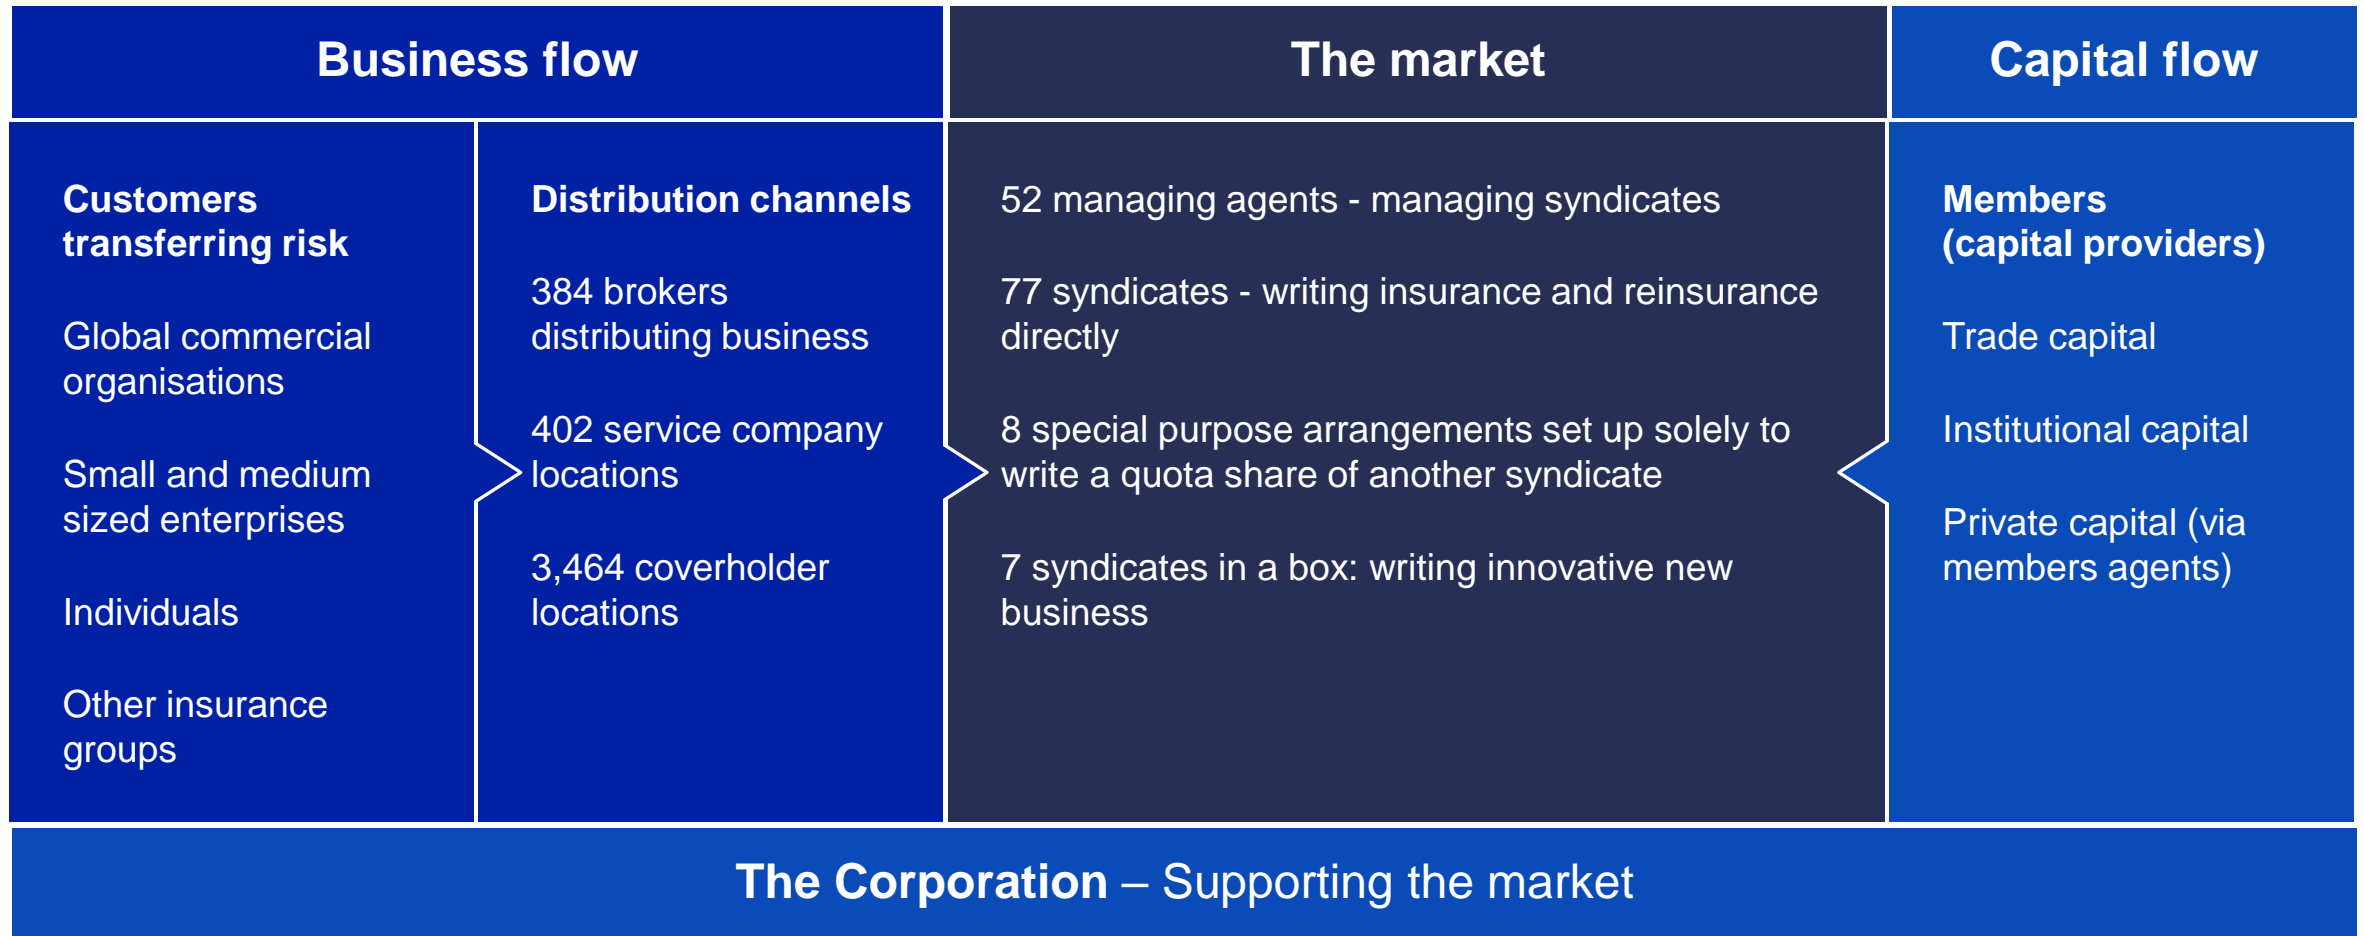 Business flow
The market
Capital flow
Customers
transferring risk
Global commercial
organisations
Small and medium
sized enterprises
Individuals
Other insurance
groups
Distribution channels
384 brokers
distributing business
402 service company
locations
3,464 coverholder
locations
52 managing agents - managing syndicates
77 syndicates - writing insurance and reinsurance
directly
8 special purpose arrangements set up solely to
write a quota share of another syndicate
7 syndicates in a box: writing innovative new
business
Members
(capital providers)
Trade capital
Institutional capital
Private capital (via
members agents)
The Corporation – Supporting the market